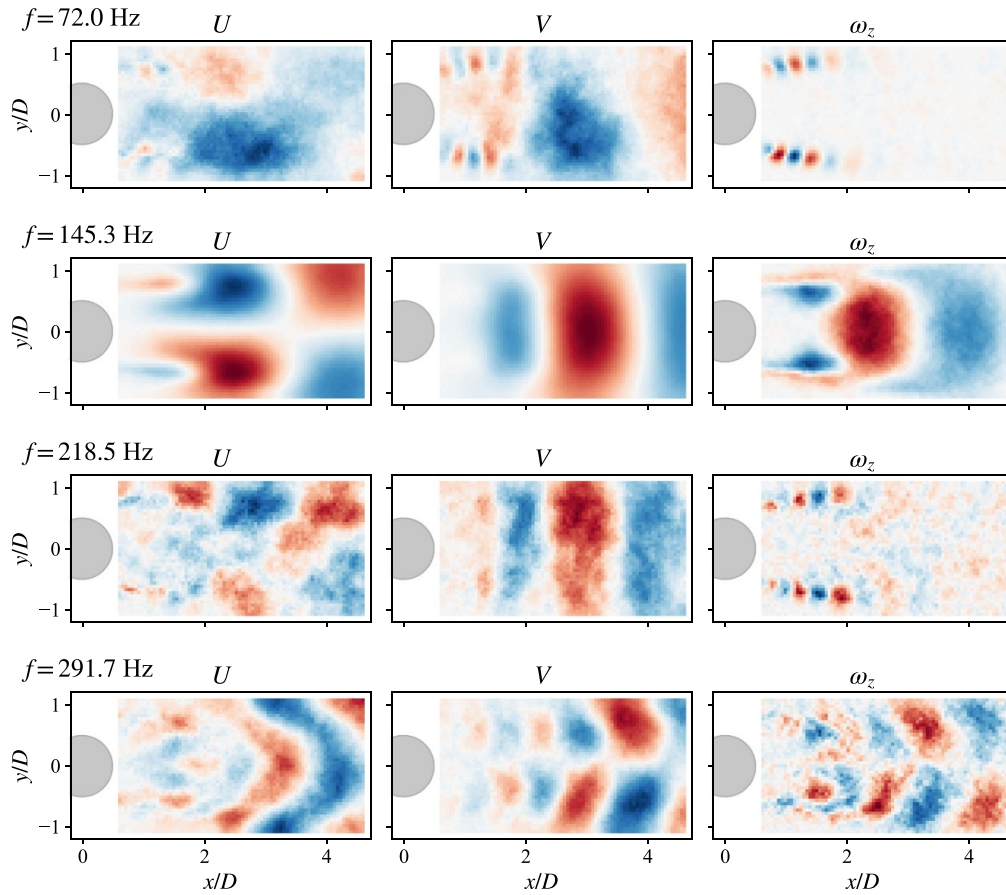 f = 72.0 Hz
U V ω_z
1
0
−1
y/D
f = 145.3 Hz
U V ω_z
1
0
−1
y/D
f = 218.5 Hz
U V ω_z
1
0
−1
y/D
f = 291.7 Hz
U V ω_z
1
0
−1
y/D
0 2 4 0 2 4 0 2 4
x/D x/D x/D